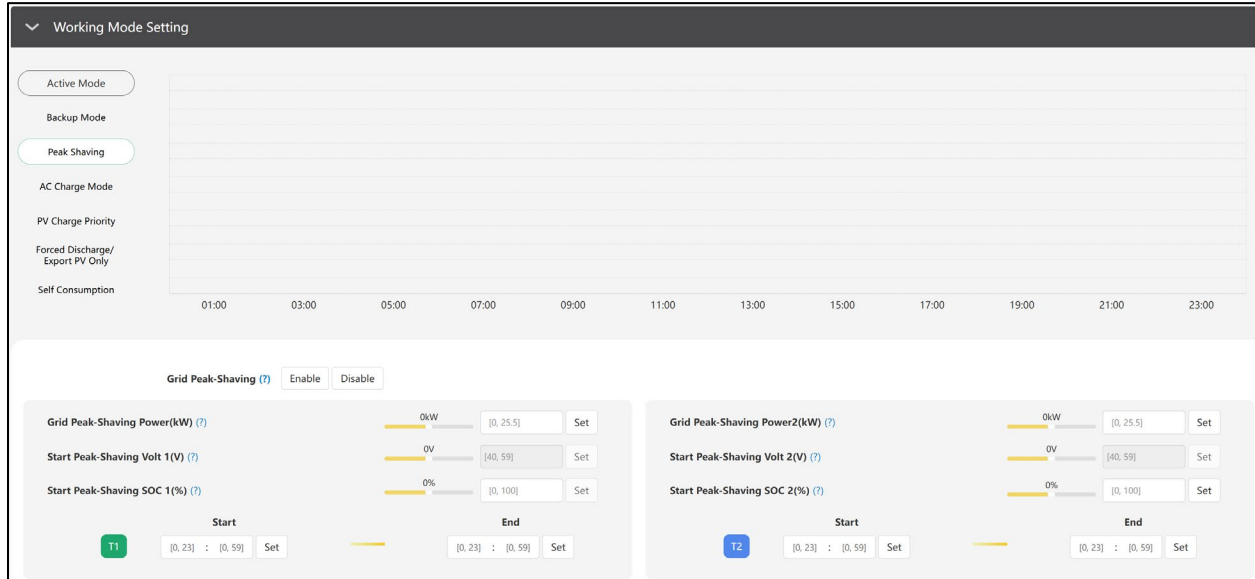 Working Mode Setting
Active Mode
Backup Mode
Peak Shaving
AC Charge Mode
PV Charge Priority
Forced Discharge/
Export PV Only
Self Consumption
01:00 03:00 05:00 07:00 09:00 11:00 13:00 15:00 17:00 19:00 21:00 23:00
Grid Peak-Shaving (?) Enable Disable
Grid Peak-Shaving Power(kW) (?) 0kW [0, 25.5] Set
Start Peak-Shaving Volt 1(V) (?) 0V [40, 59] Set
Start Peak-Shaving SOC 1(%) (?) 0% [0, 100] Set
Start End
T1 [0, 23] : [0, 59] Set [0, 23] : [0, 59] Set
Grid Peak-Shaving Power2(kW) (?) 0kW [0, 25.5] Set
Start Peak-Shaving Volt 2(V) (?) 0V [40, 59] Set
Start Peak-Shaving SOC 2(%) (?) 0% [0, 100] Set
Start End
T2 [0, 23] : [0, 59] Set [0, 23] : [0, 59] Set